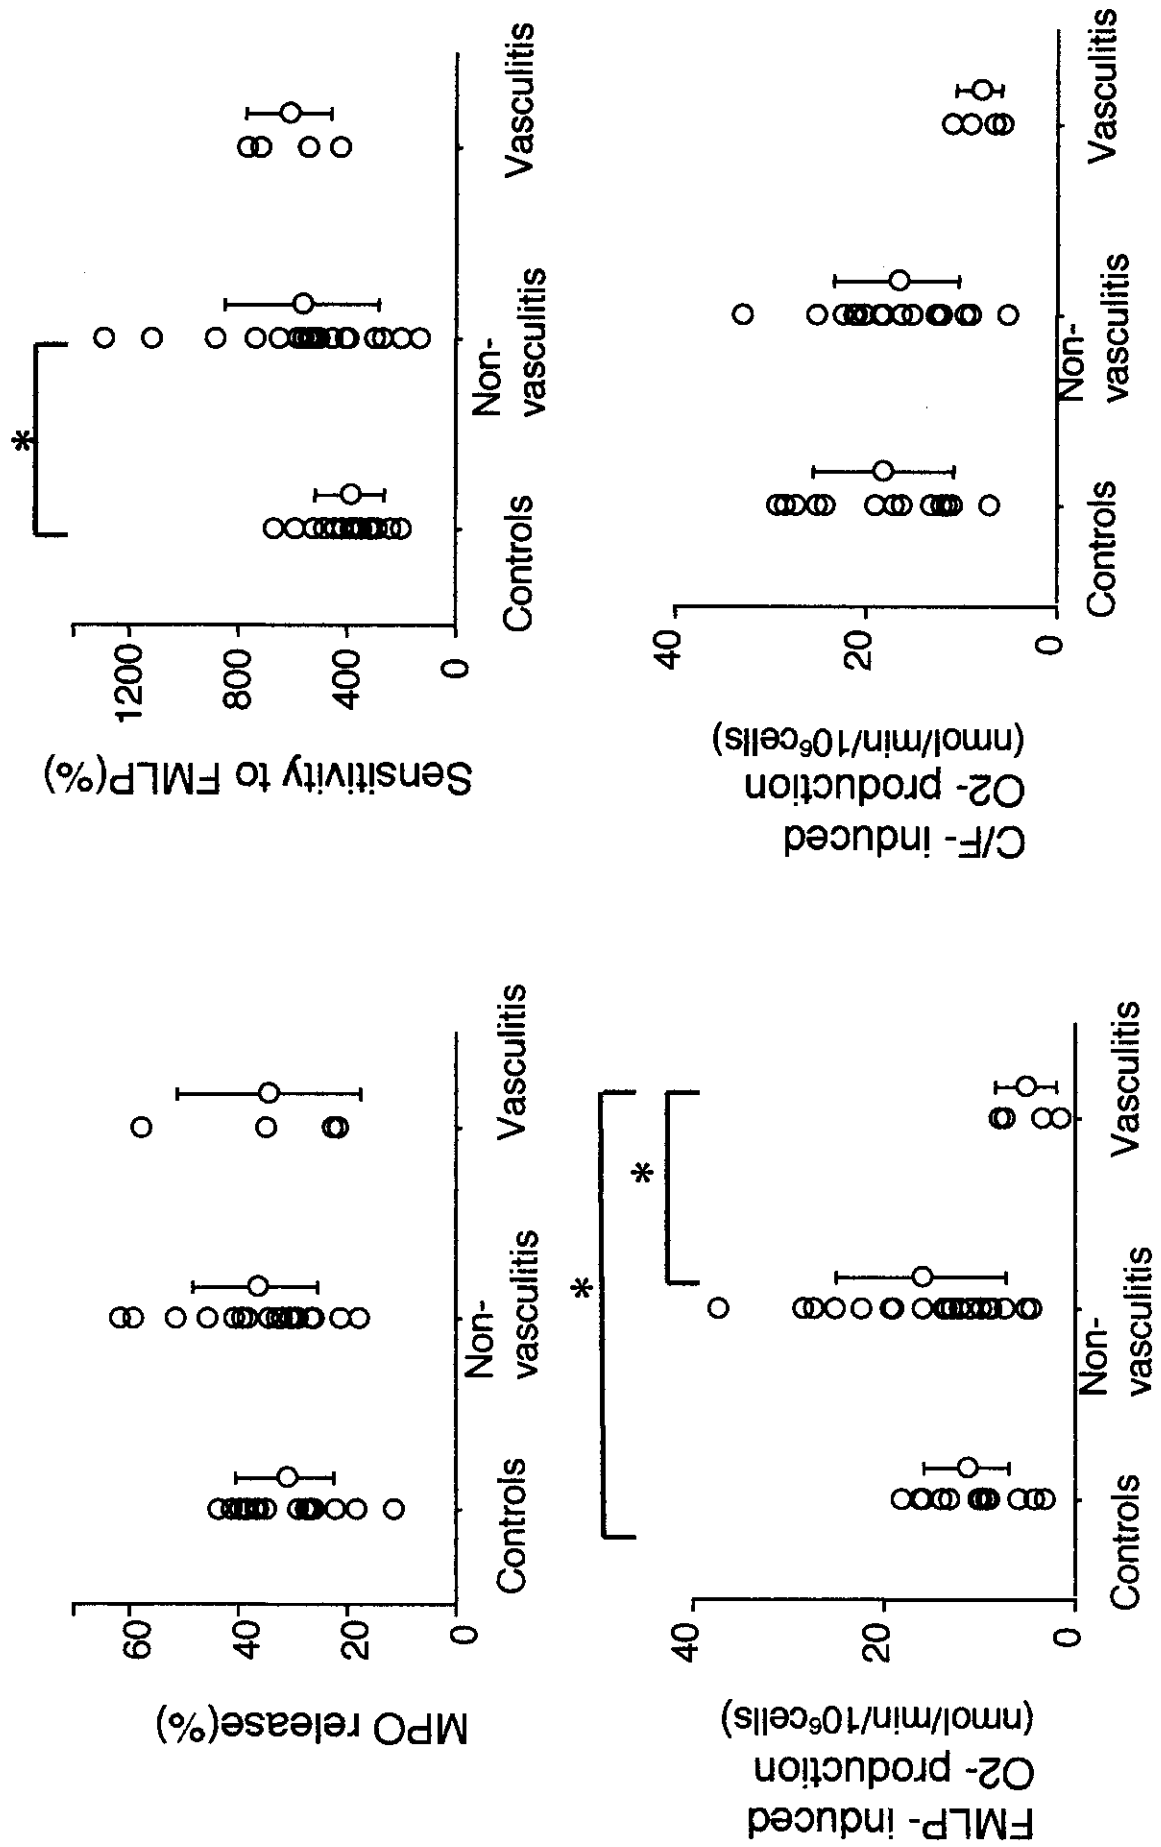 MPO release(%)
60
40
20
0
Controls
Non-
vasculitis
Vasculitis
Sensitivity to FMLP(%)
1200
800
400
0
*
Controls
Non-
vasculitis
Vasculitis
FMLP- induced
O2- production
(nmol/min/10⁶cells)
40
20
0
*
*
Controls
Non-
vasculitis
Vasculitis
C/F- induced
O2- production
(nmol/min/10⁶cells)
40
20
0
Controls
Non-
vasculitis
Vasculitis